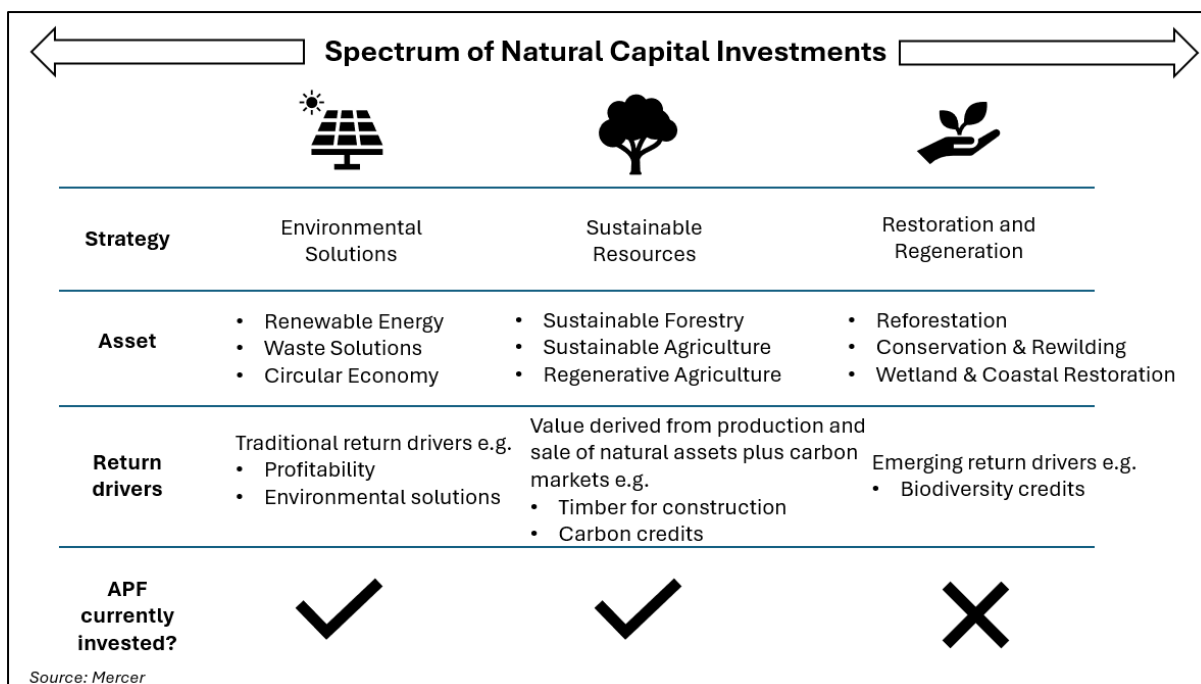 Spectrum of Natural Capital Investments
Strategy
Environmental
Solutions
Sustainable
Resources
Restoration and
Regeneration
Asset
• Renewable Energy
• Waste Solutions
• Circular Economy
• Sustainable Forestry
• Sustainable Agriculture
• Regenerative Agriculture
• Reforestation
• Conservation & Rewilding
• Wetland & Coastal Restoration
Return
drivers
Traditional return drivers e.g.
• Profitability
• Environmental solutions
Value derived from production and
sale of natural assets plus carbon
markets e.g.
• Timber for construction
• Carbon credits
Emerging return drivers e.g.
• Biodiversity credits
APF
currently
invested?
Source: Mercer